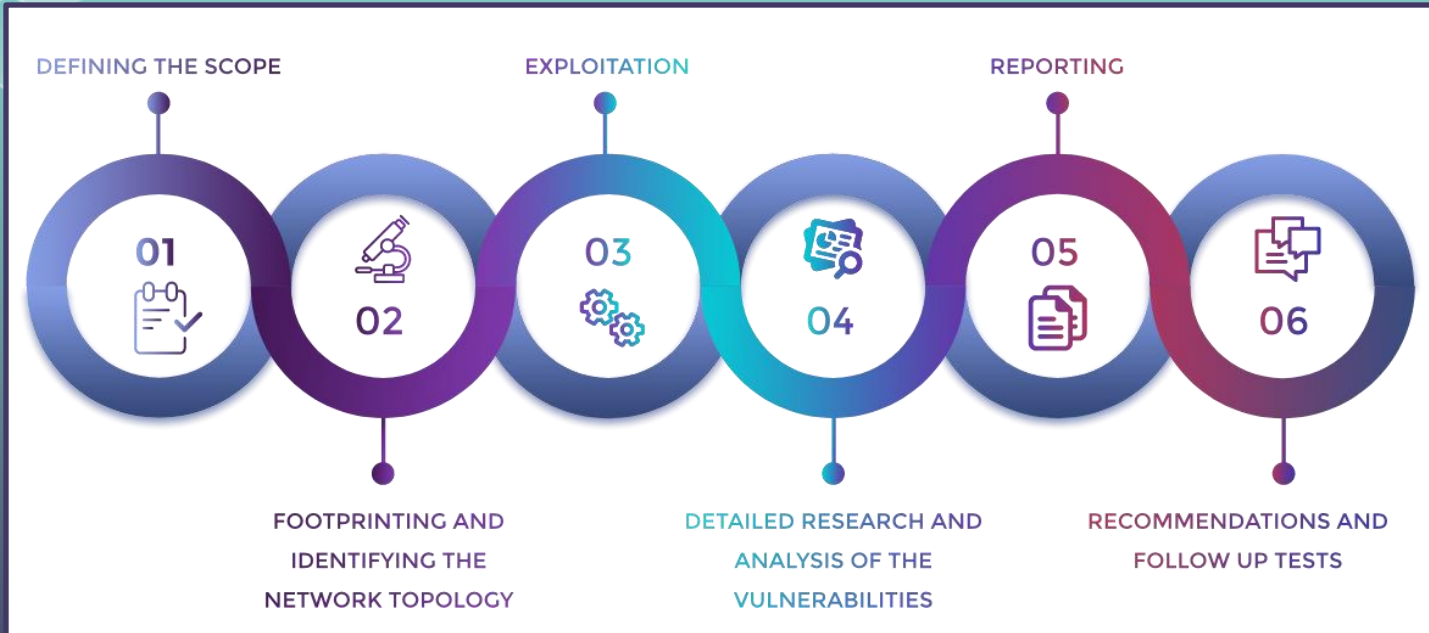 DEFINING THE SCOPE
EXPLOITATION
REPORTING
01
02
03
04
05
06
FOOTPRINTING AND
IDENTIFYING THE
NETWORK TOPOLOGY
DETAILED RESEARCH AND
ANALYSIS OF THE
VULNERABILITIES
RECOMMENDATIONS AND
FOLLOW UP TESTS